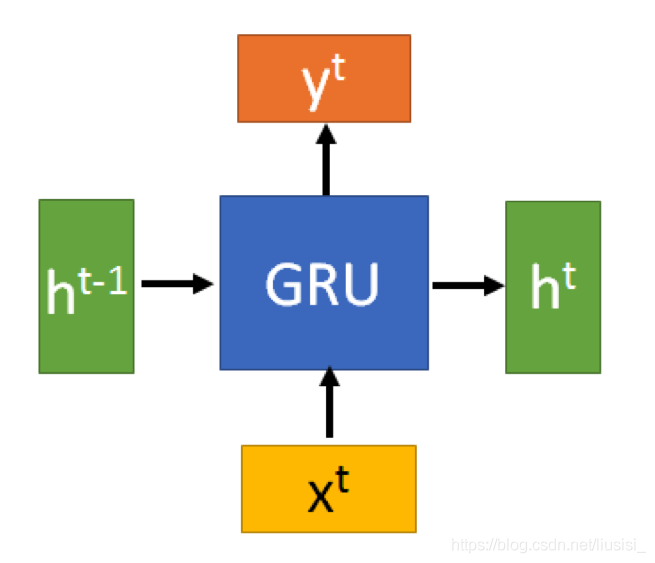 y^t
h^t-1
GRU
h^t
x^t
https://blog.csdn.net/liusisi_